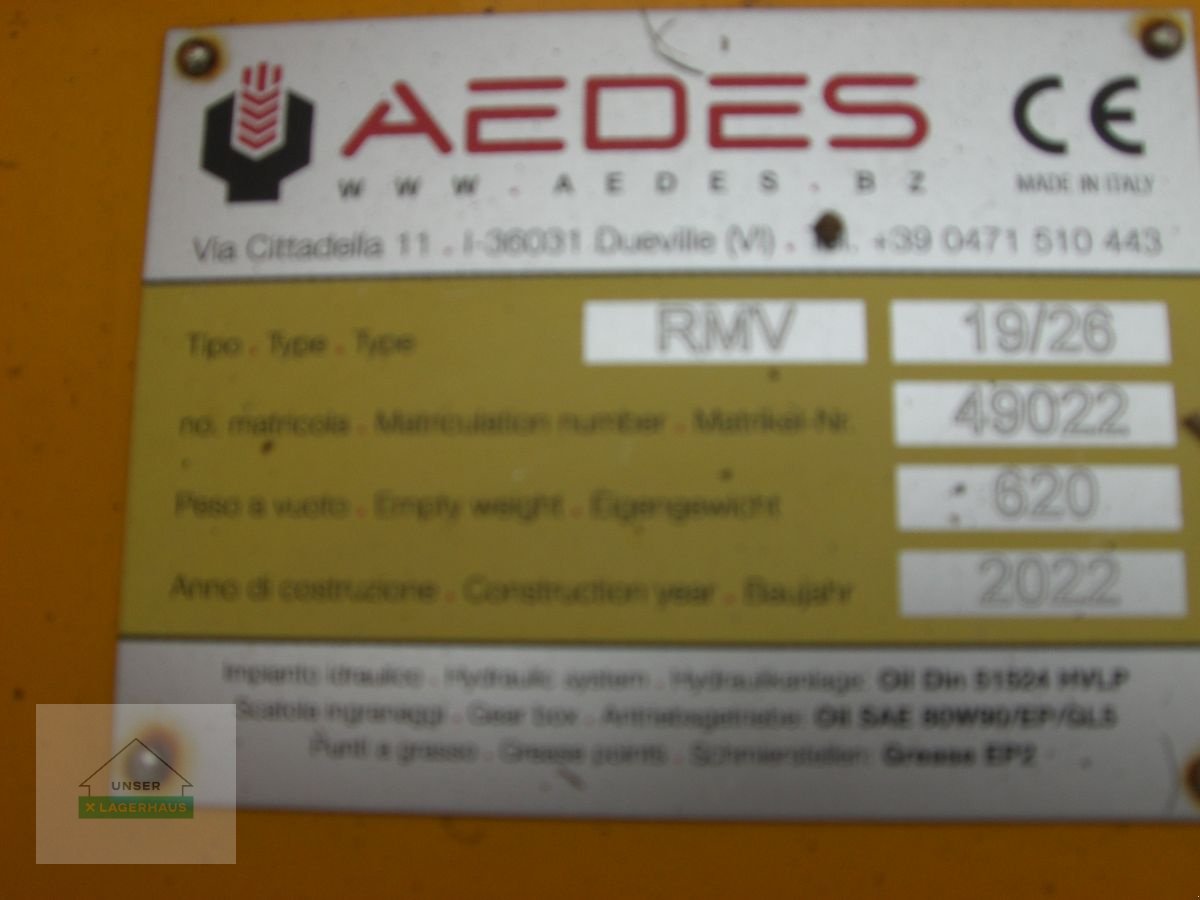 AEDES
CE
WWW.AEDES.BZ
MADE IN ITALY
Via Cittadella 11 . I-36031 Dueville (VI) . Tel. +39 0471 510 443
Tipo . Type . Type RMV 19/26
no. matricola . Matriculation number . Matrikel-Nr. 49022
Peso a vuoto . Empty weight . Eigengewicht 620
Anno di costruzione . Construction year . Baujahr 2022
Impianto idraulico . Hydraulic system . Hydraulikanlage: Oil Din 51524 HVLP
Scatola ingranaggi . Gear box . Antriebsgetriebe: Oil SAE 80W90/EP/GL5
Punti a grasso . Grease points . Schmierstellen: Grease EP2
UNSER
X LAGERHAUS